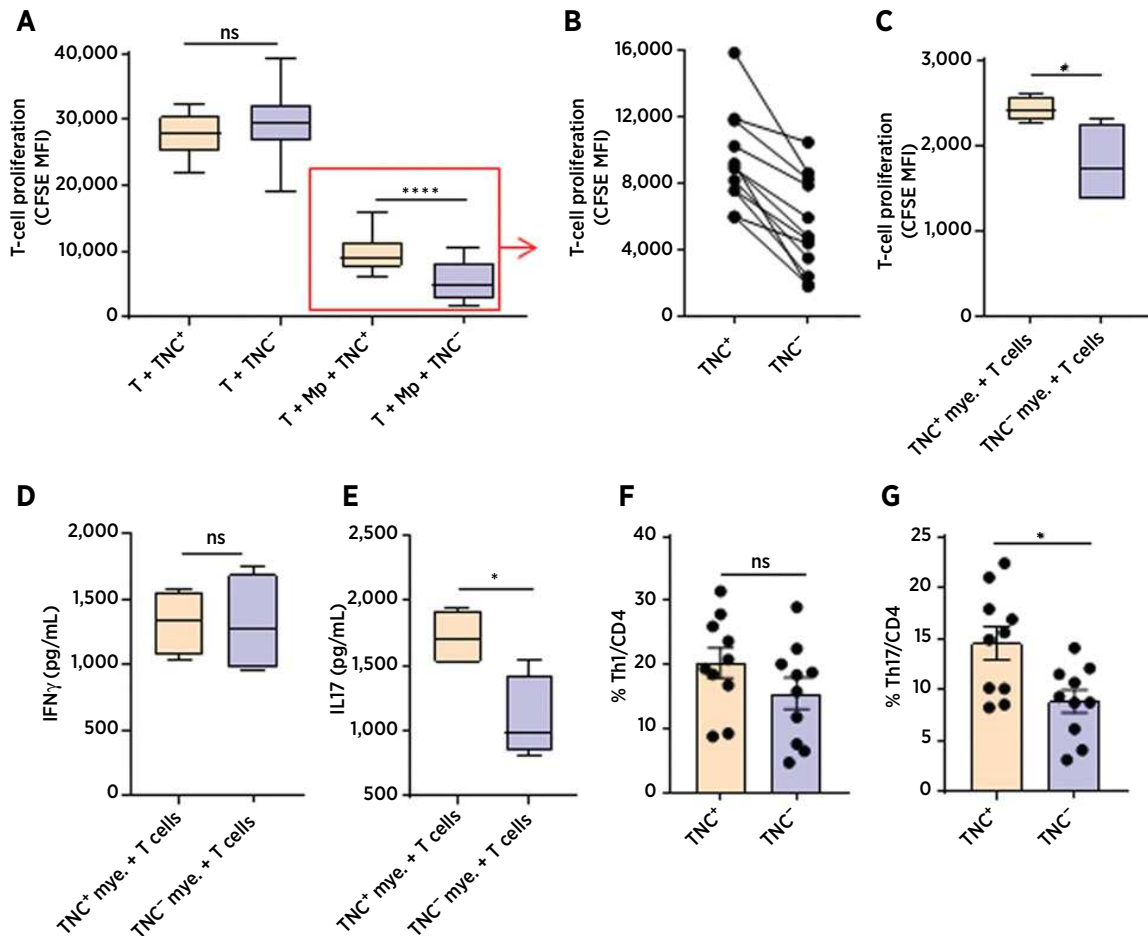 A
T-cell proliferation
(CFSE MFI)
40,000
30,000
20,000
10,000
0
ns
****
T + TNC⁺
T + TNC⁻
T + Mp + TNC⁺
T + Mp + TNC⁻
B
T-cell proliferation
(CFSE MFI)
16,000
12,000
8,000
4,000
0
TNC⁺
TNC⁻
C
T-cell proliferation
(CFSE MFI)
3,000
2,000
1,000
0
*
TNC⁺ mye. + T cells
TNC⁻ mye. + T cells
D
IFNγ (pg/mL)
2,000
1,500
1,000
500
0
ns
TNC⁺ mye. + T cells
TNC⁻ mye. + T cells
E
IL17 (pg/mL)
2,500
2,000
1,500
1,000
500
*
TNC⁺ mye. + T cells
TNC⁻ mye. + T cells
F
% Th1/CD4
40
30
20
10
0
ns
TNC⁺
TNC⁻
G
% Th17/CD4
25
20
15
10
5
0
*
TNC⁺
TNC⁻